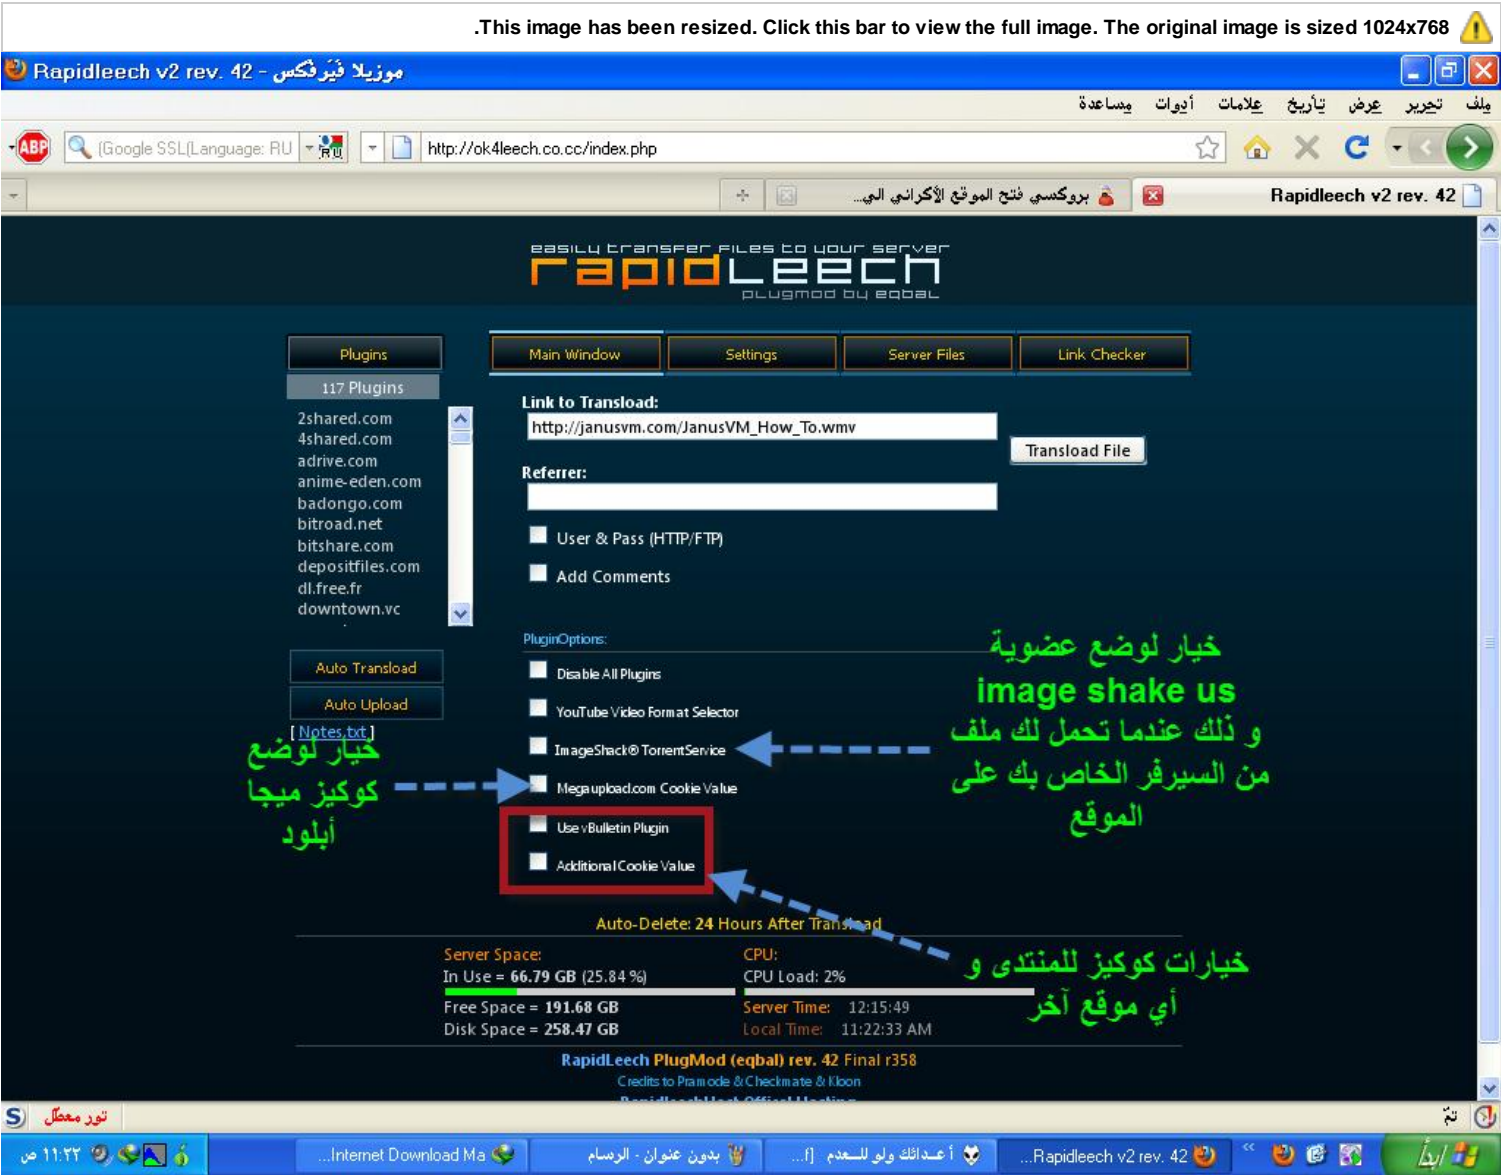 .This image has been resized. Click this bar to view the full image. The original image is sized 1024x768
Rapidleech v2 rev. 42 - موزيلا فَيَرفُكس
ملف تحرير عرض تأريخ علامات أدوات مساعدة
ABP
(Google SSL(Language: RU
http://ok4leech.co.cc/index.php
Rapidleech v2 rev. 42
بروكسي فتح الموقع الأكراني الي...
easily transfer files to your server
rapidleech
plugmod by eqbal
Plugins
Main Window
Settings
Server Files
Link Checker
117 Plugins
2shared.com
4shared.com
adrive.com
anime-eden.com
badongo.com
bitroad.net
bitshare.com
depositfiles.com
dl.free.fr
downtown.vc
Auto Transload
Auto Upload
[ Notes.txt ]
Link to Transload:
http://janusvm.com/JanusVM_How_To.wmv
Transload File
Referrer:
User & Pass (HTTP/FTP)
Add Comments
PluginOptions:
Disable All Plugins
YouTube Video Format Selector
ImageShack® TorrentService
Megaupload.com Cookie Value
Use vBulletin Plugin
Additional Cookie Value
خيار لوضع عضوية
image shake us
و ذلك عندما تحمل لك ملف
من السيرفر الخاص بك على
الموقع
خيار لوضع
كوكيز ميجا
أبلود
خيارات كوكيز للمنتدى و
أي موقع آخر
Auto-Delete: 24 Hours After Transload
Server Space:
In Use = 66.79 GB (25.84 %)
Free Space = 191.68 GB
Disk Space = 258.47 GB
CPU:
CPU Load: 2%
Server Time: 12:15:49
Local Time: 11:22:33 AM
RapidLeech PlugMod (eqbal) rev. 42 Final r358
Credits to Pramode & Checkmate & Kloon
RapidleechHost Offical Hosting
تور معطّل
تمّ
ابدأ
...Rapidleech v2 rev. 42
أعـدائك ولو للـعدم [f...
بدون عنوان - الرسام
...Internet Download Ma
١١:٢٢ ص